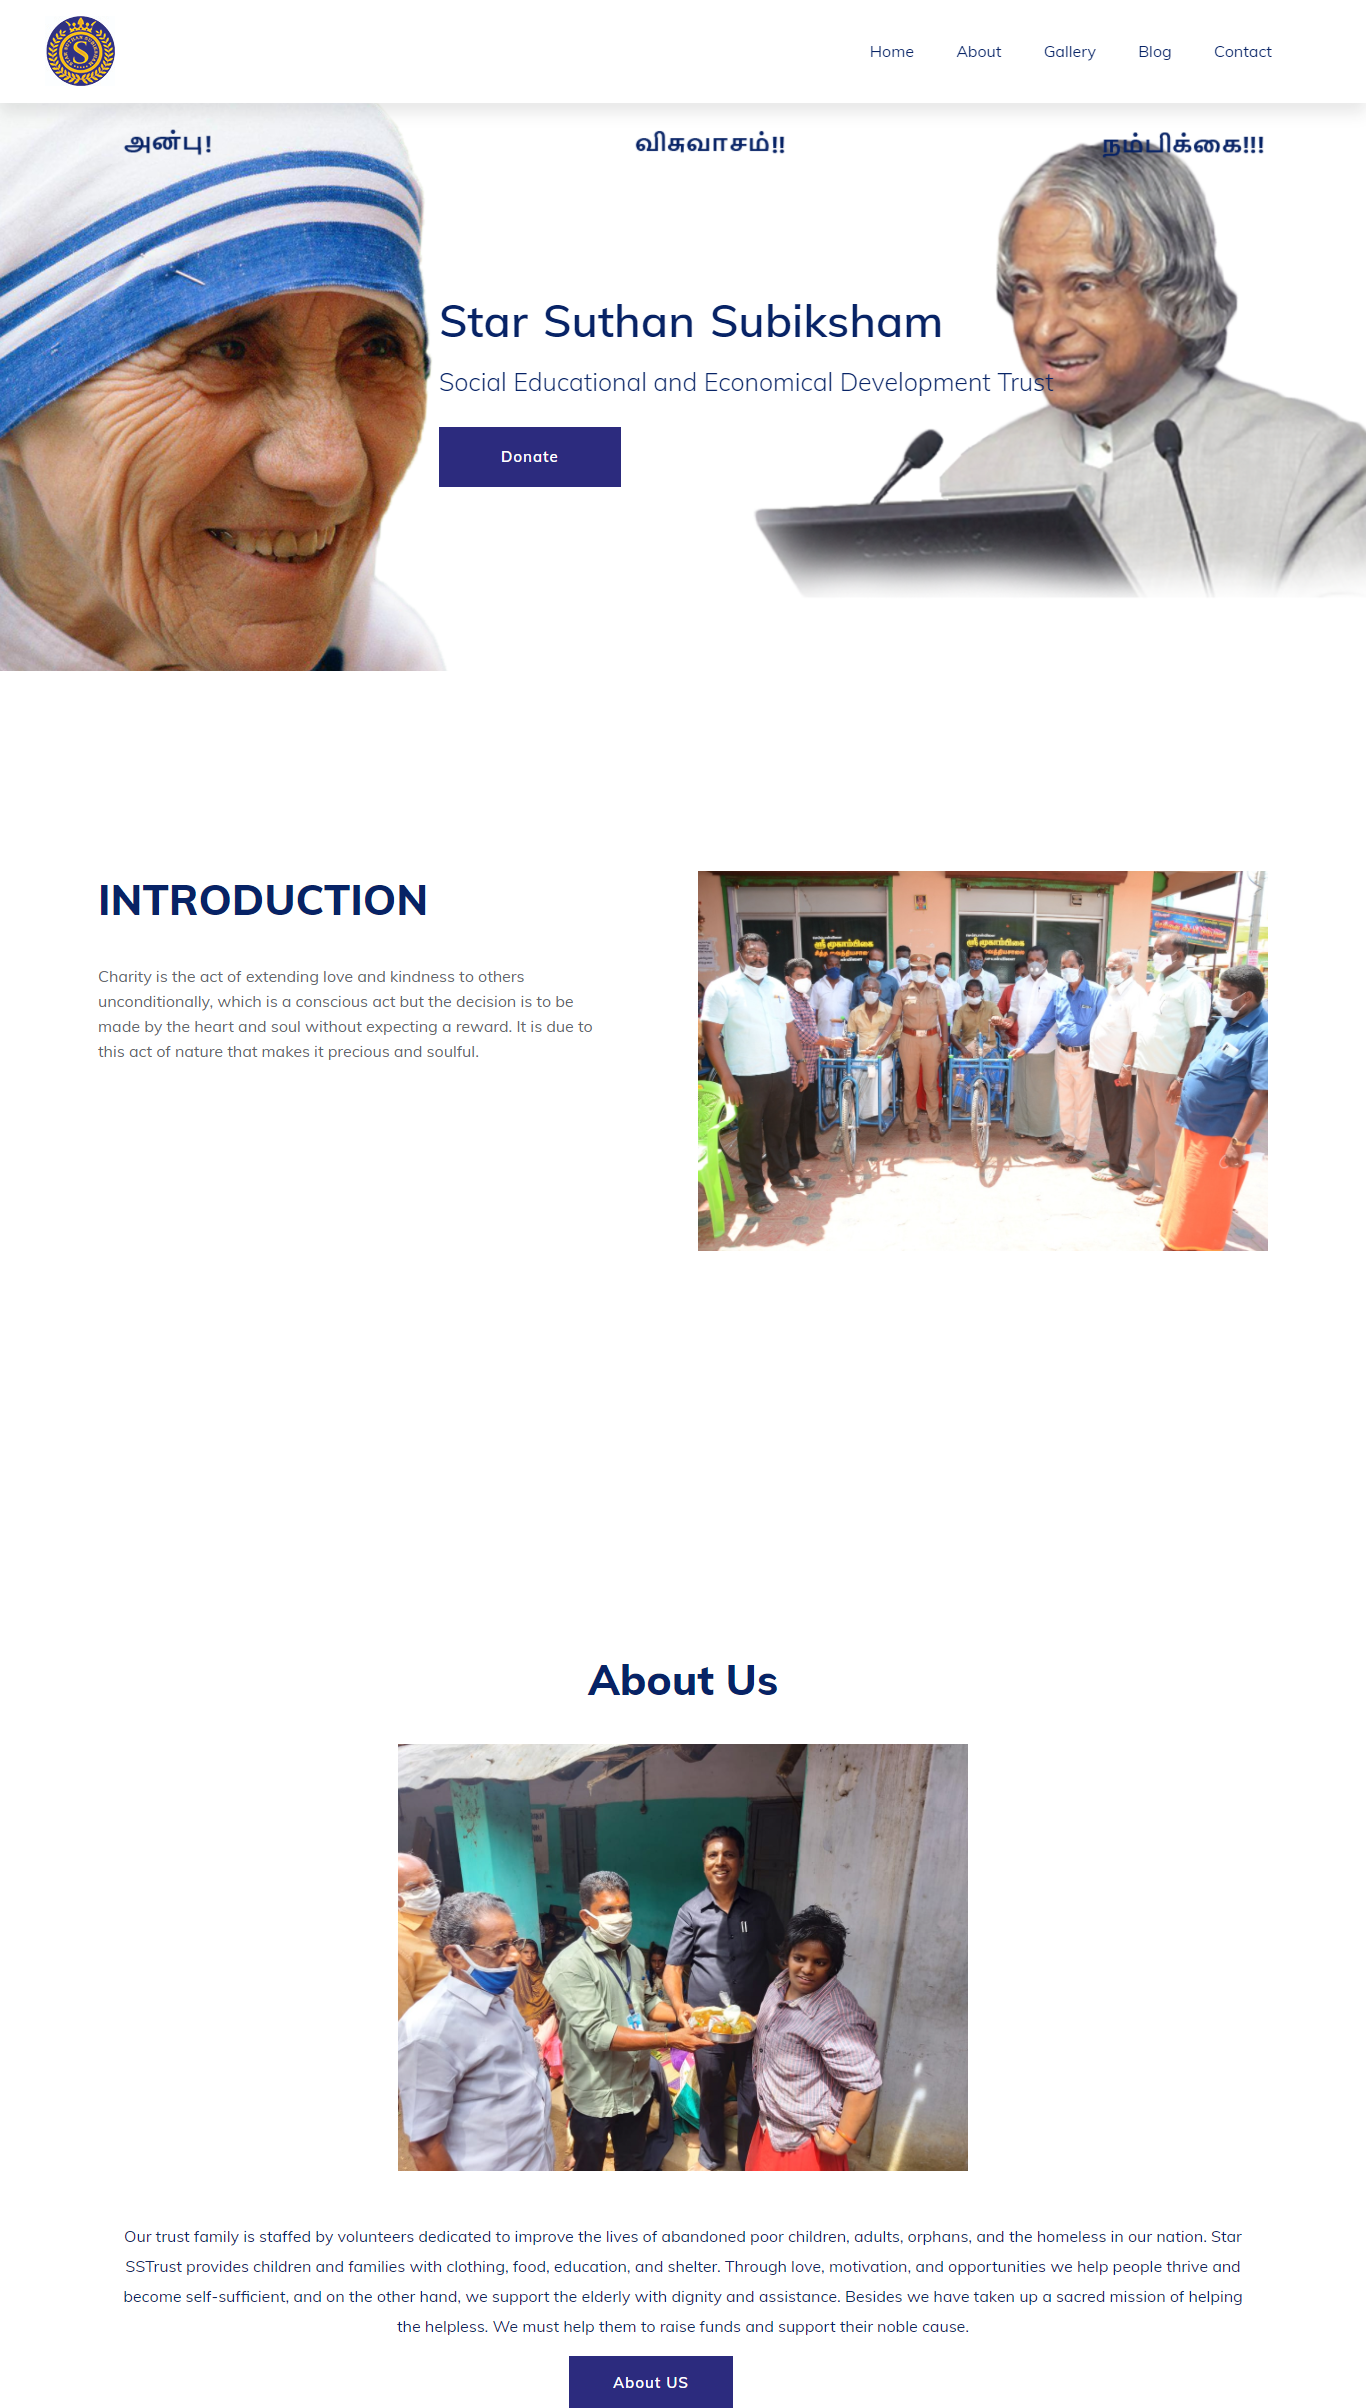 Home About Gallery Blog Contact
அன்பு! விசுவாசம்!! நம்பிக்கை!!!
Star Suthan Subiksham
Social Educational and Economical Development Trust
Donate
INTRODUCTION
Charity is the act of extending love and kindness to others
unconditionally, which is a conscious act but the decision is to be
made by the heart and soul without expecting a reward. It is due to
this act of nature that makes it precious and soulful.
ஸ்ரீ மூகாம்பிகை
ஸ்ரீ மூகாம்பிகை
About Us
Our trust family is staffed by volunteers dedicated to improve the lives of abandoned poor children, adults, orphans, and the homeless in our nation. Star
SSTrust provides children and families with clothing, food, education, and shelter. Through love, motivation, and opportunities we help people thrive and
become self-sufficient, and on the other hand, we support the elderly with dignity and assistance. Besides we have taken up a sacred mission of helping
the helpless. We must help them to raise funds and support their noble cause.
About US